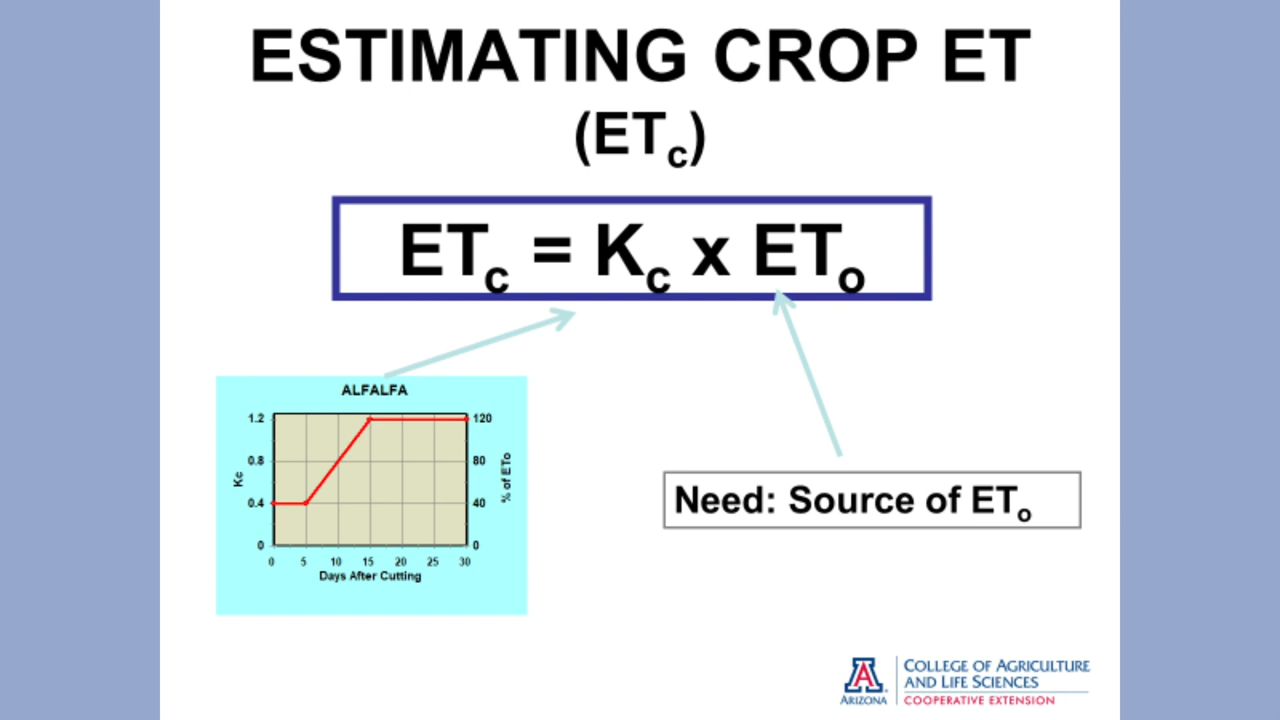 ESTIMATING CROP ET
(ETc)
ETc = Kc x ETo
ALFALFA
1.2
0.8
0.4
0
Kc
120
80
40
0
% of ETo
0 5 10 15 20 25 30
Days After Cutting
Need: Source of ETo
A
ARIZONA
COLLEGE OF AGRICULTURE
AND LIFE SCIENCES
COOPERATIVE EXTENSION